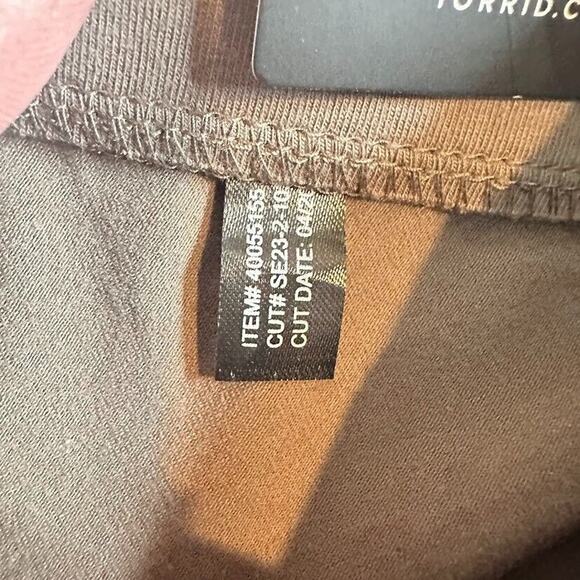 TORRID.C
ITEM# 40055155
CUT# SE23-2-10
CUT DATE: 04/2